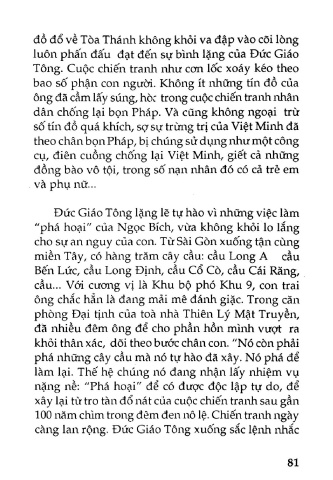 đồ đổ về Tòa Thánh không khỏi va đập vào cõi lòng
luôn phấn đấu đạt đến sự bình lặng của Đức Giáo
Tông. Cuộc chiến tranh như cơn lốc xoáy kéo theo
bao số phận con người. Không ít những tín đồ của
ông đã cầm lấy súng, hòa trong cuộc chiến tranh nhân
dân chống lại bọn Pháp. Và cũng không ngoại trừ
số tín đồ quá khích, sợ sự trừng trị của Việt Minh đã
theo chân bọn Pháp, bị chúng sử dụng như một công
cụ, điên cuồng chống lại Việt Minh, giết cả những
đồng bào vô tội, trong số nạn nhân đó có cả trẻ em
và phụ nữ...
Đức Giáo Tông lặng lẽ tự hào vì những việc làm
“phá hoại” của Ngọc Bích, vừa không khỏi lo lắng
cho sự an nguy của con. Từ Sài Gòn xuống tận cùng
miền Tây, có hàng trăm cây cầu: cầu Long A cầu
Bến Lức, cầu Long Định, cầu Cổ Cò, cầu Cái Răng,
cầu... Với cương vị là Khu bộ phó Khu 9, con trai
ông chắc hẳn là đang mải mê đánh giặc. Trong căn
phòng Đại tịnh của toà nhà Thiên Lý Mật Truyền,
đã nhiều đêm ông để cho phần hồn mình vượt ra
khỏi thân xác, dõi theo bước chân con. “Nó còn phải
phá những cây cầu mà nó tự hào đã xây. Nó phá để
làm lại. Thế hệ chúng nó đang nhận lấy nhiệm vụ
nặng nề: “Phá hoại” để có được độc lập tự do, để
xây lại từ tro tàn đổ nát của cuộc chiến tranh sau gần
100 năm chìm trong đêm đen nô lệ. Chiến tranh ngày
càng lan rộng. Đức Giáo Tông xuống sắc lệnh nhắc
81